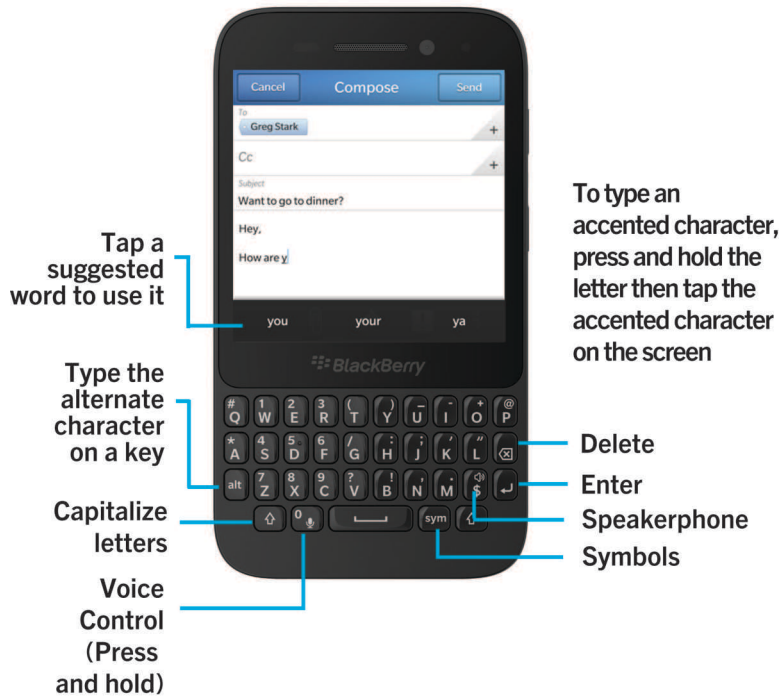 Cancel Compose Send
To
Greg Stark +
Cc +
Subject
Want to go to dinner?
Hey,
How are y
you your ya
BlackBerry
# Q 1 W 2 E 3 R ( T ) Y _ U - I + O @ P
* A 4 S 5 D 6 F / G : H ; J ' K " L
alt 7 Z 8 X 9 C ? V ! B , N . M $
0 sym
Tap a
suggested
word to use it
Type the
alternate
character
on a key
Capitalize
letters
Voice
Control
(Press
and hold)
To type an
accented character,
press and hold the
letter then tap the
accented character
on the screen
Delete
Enter
Speakerphone
Symbols